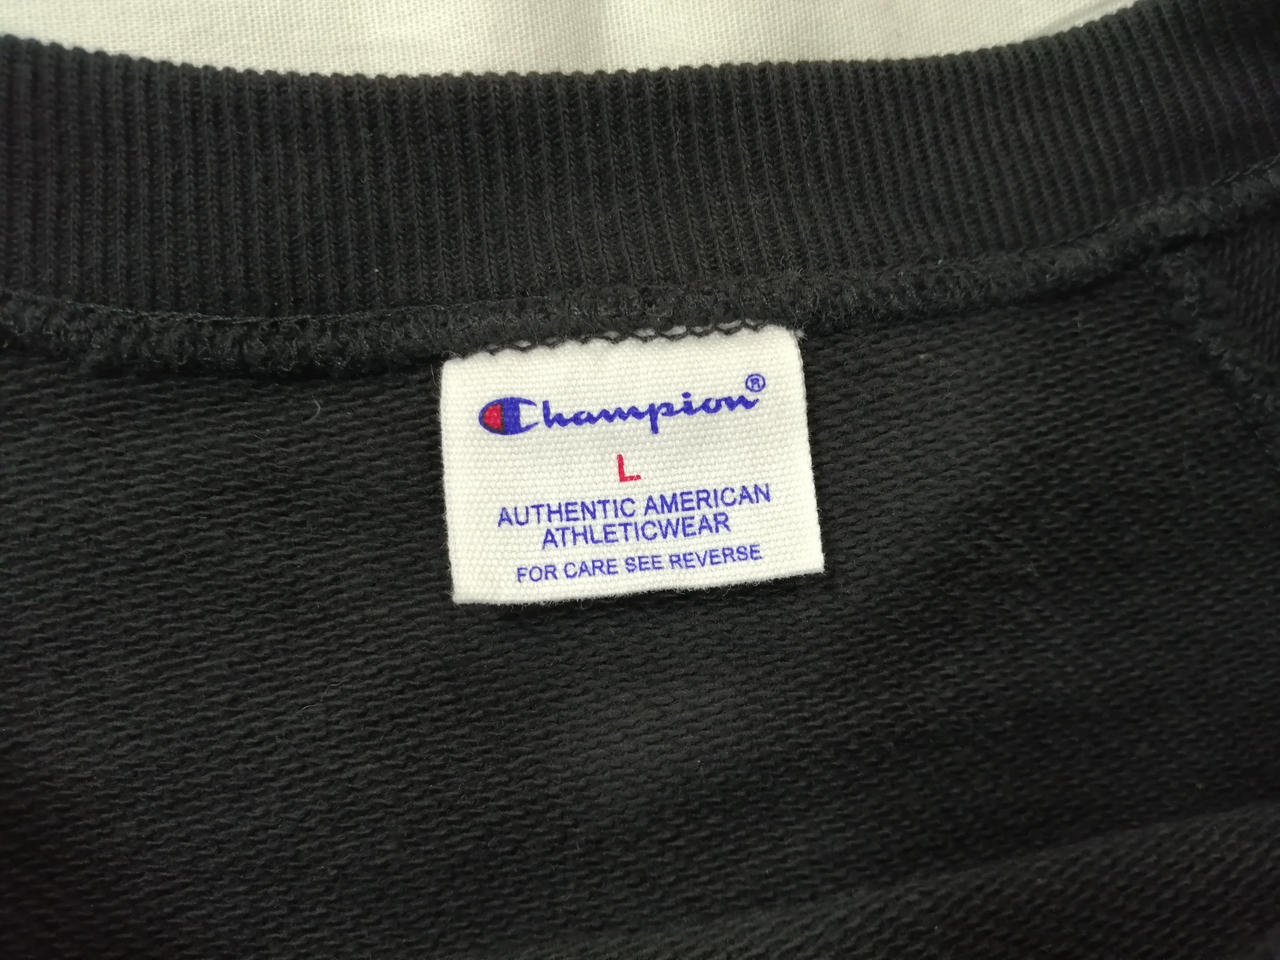 Champion®
L
AUTHENTIC AMERICAN
ATHLETICWEAR
FOR CARE SEE REVERSE